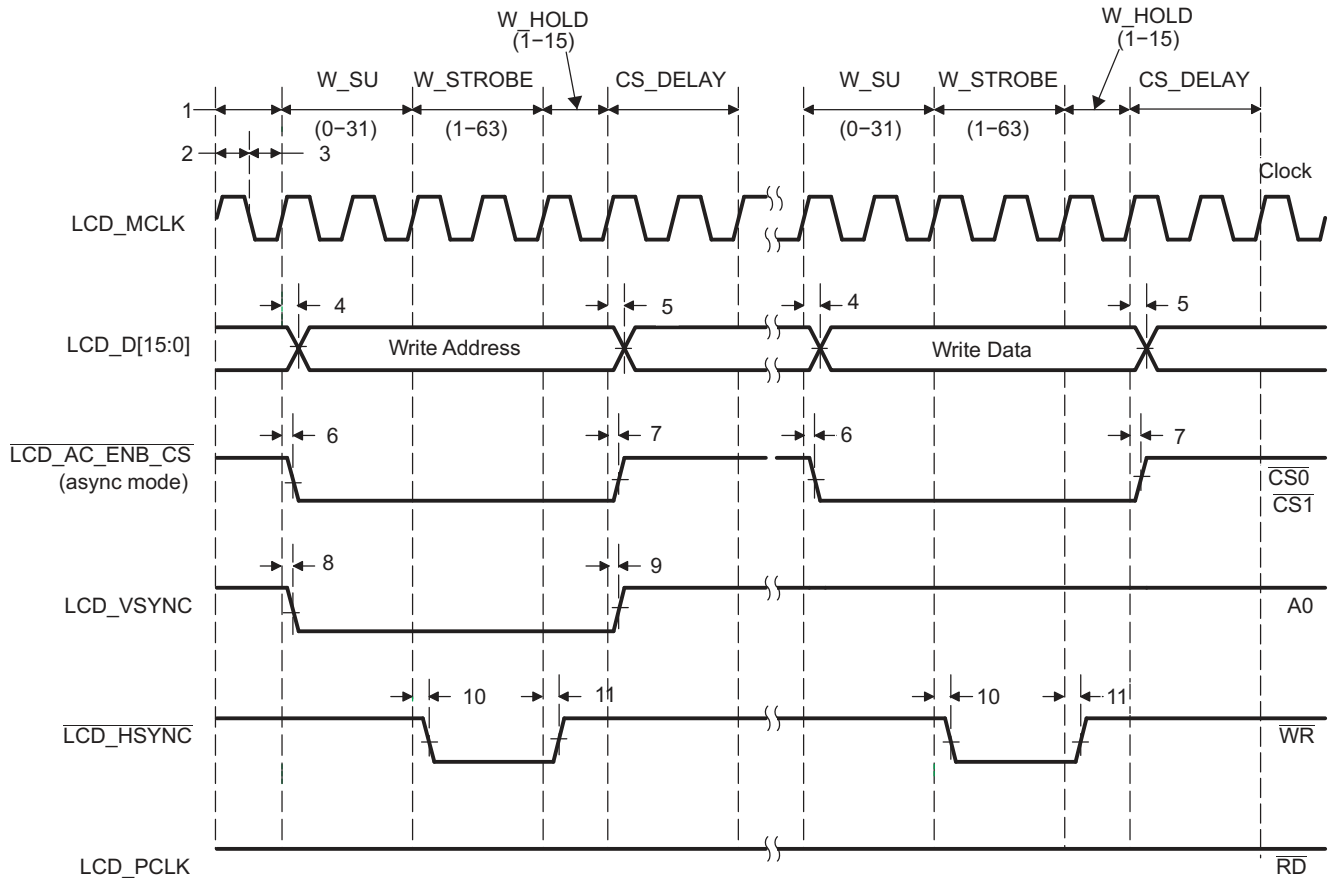 W_HOLD
(1−15)
W_HOLD
(1−15)
W_SU
W_STROBE
CS_DELAY
W_SU
W_STROBE
CS_DELAY
1
(0−31)
(1−63)
(0−31)
(1−63)
2
3
Clock
LCD_MCLK
4
5
4
5
LCD_D[15:0]
Write Address
Write Data
6
7
6
7
LCD_AC_ENB_CS
(async mode)
CS0
CS1
8
9
LCD_VSYNC
A0
10
11
10
11
LCD_HSYNC
WR
LCD_PCLK
RD